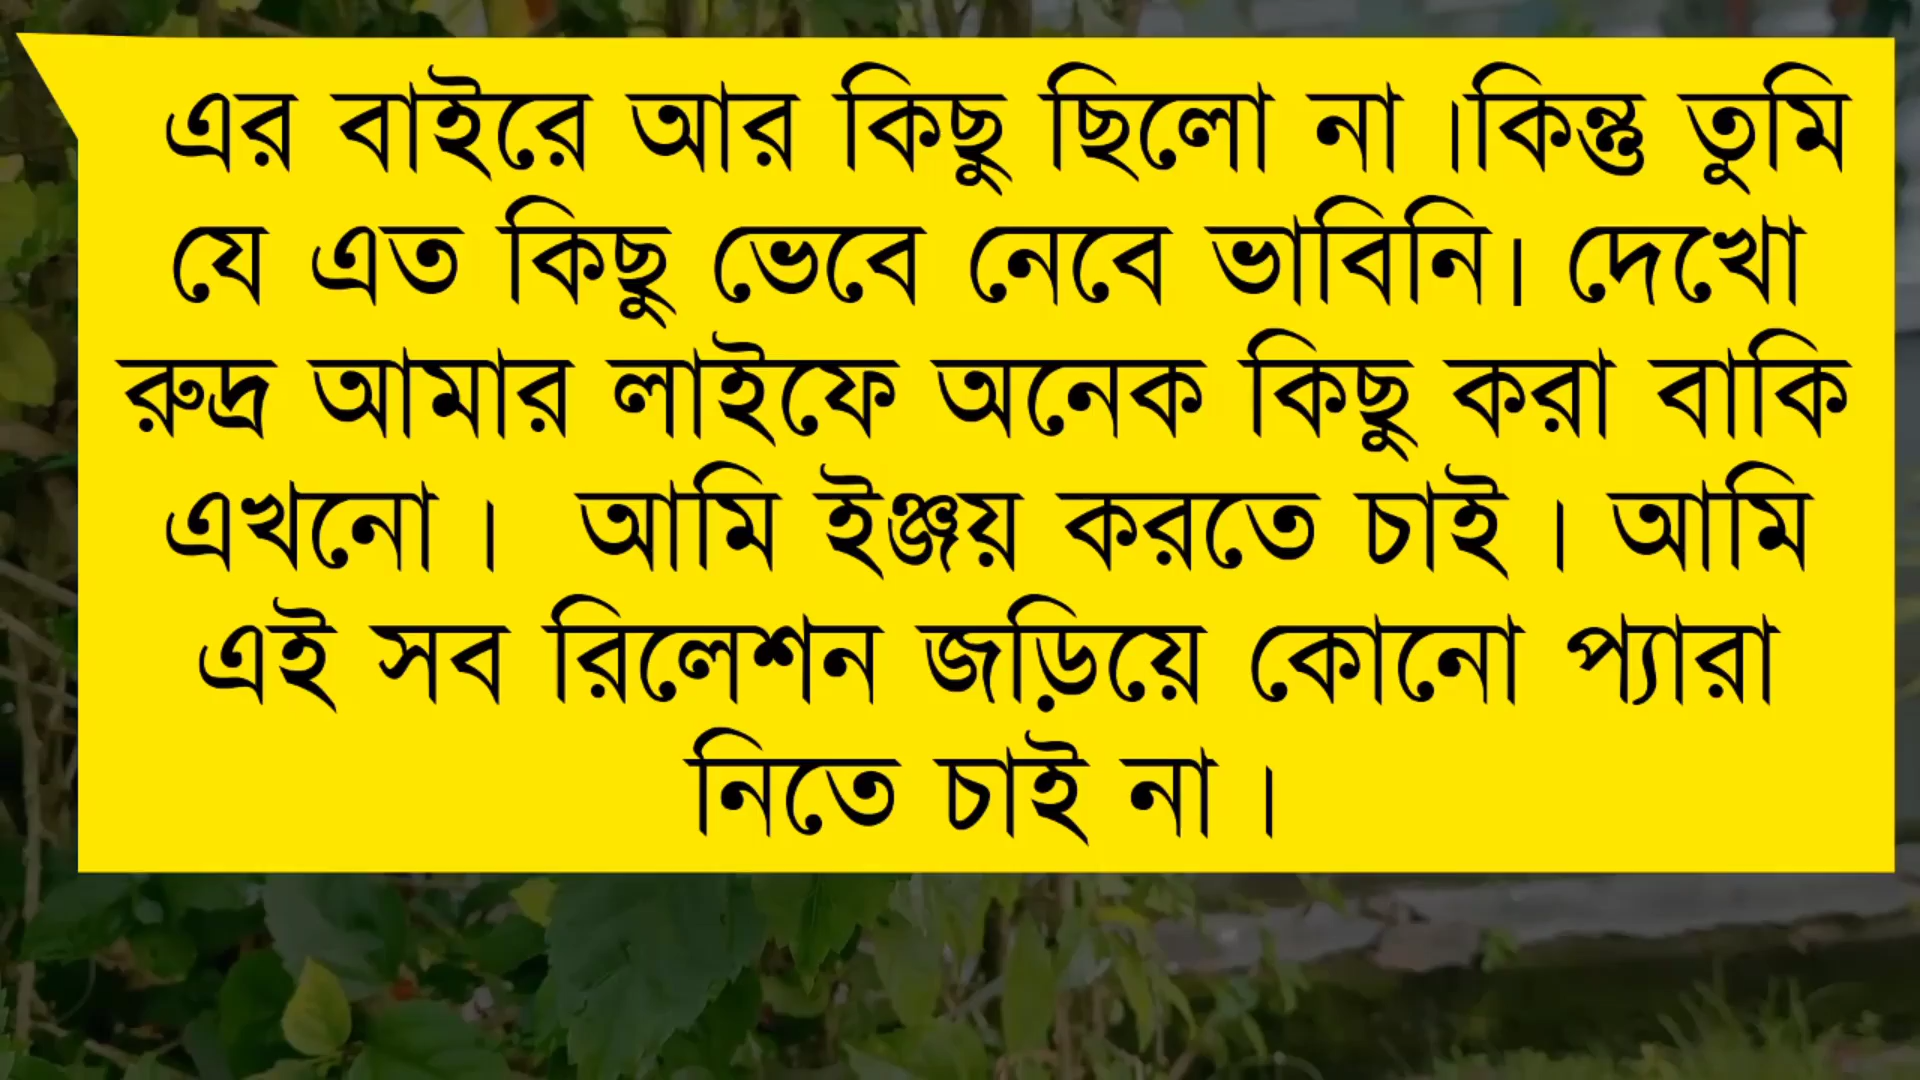 এর বাইরে আর কিছু ছিলো না ।কিন্তু তুমি
যে এত কিছু ভেবে নেবে ভাবিনি। দেখো
রুদ্র আমার লাইফে অনেক কিছু করা বাকি
এখনো । আমি ইঞ্জয় করতে চাই । আমি
এই সব রিলেশন জড়িয়ে কোনো প্যারা
নিতে চাই না ।